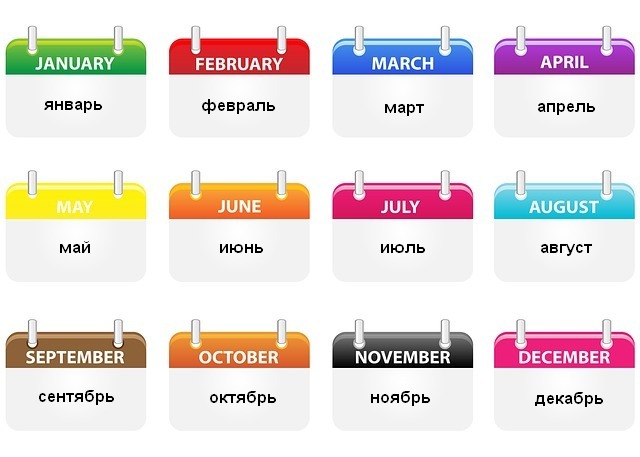 JANUARY
январь
FEBRUARY
февраль
MARCH
март
APRIL
апрель
MAY
май
JUNE
июнь
JULY
июль
AUGUST
август
SEPTEMBER
сентябрь
OCTOBER
октябрь
NOVEMBER
ноябрь
DECEMBER
декабрь